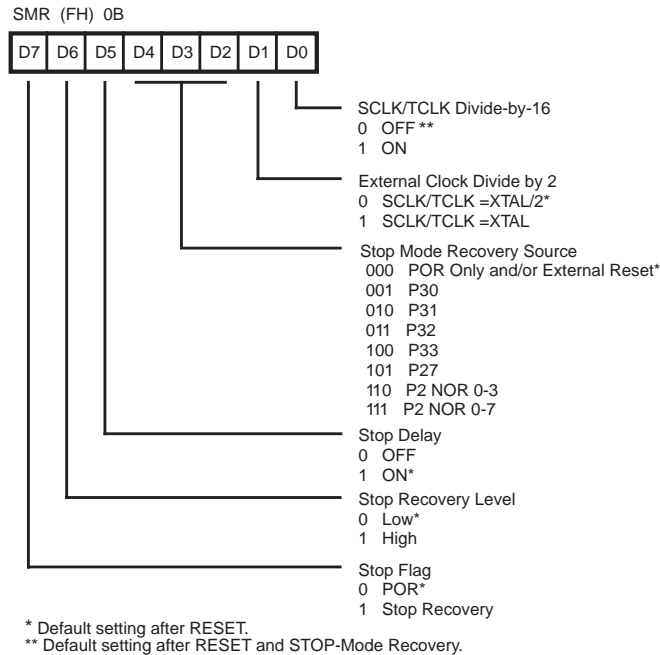 SMR (FH) 0B
D7 D6 D5 D4 D3 D2 D1 D0
SCLK/TCLK Divide-by-16
0 OFF **
1 ON
External Clock Divide by 2
0 SCLK/TCLK =XTAL/2*
1 SCLK/TCLK =XTAL
Stop Mode Recovery Source
000 POR Only and/or External Reset*
001 P30
010 P31
011 P32
100 P33
101 P27
110 P2 NOR 0-3
111 P2 NOR 0-7
Stop Delay
0 OFF
1 ON*
Stop Recovery Level
0 Low*
1 High
Stop Flag
0 POR*
1 Stop Recovery
* Default setting after RESET.
** Default setting after RESET and STOP-Mode Recovery.